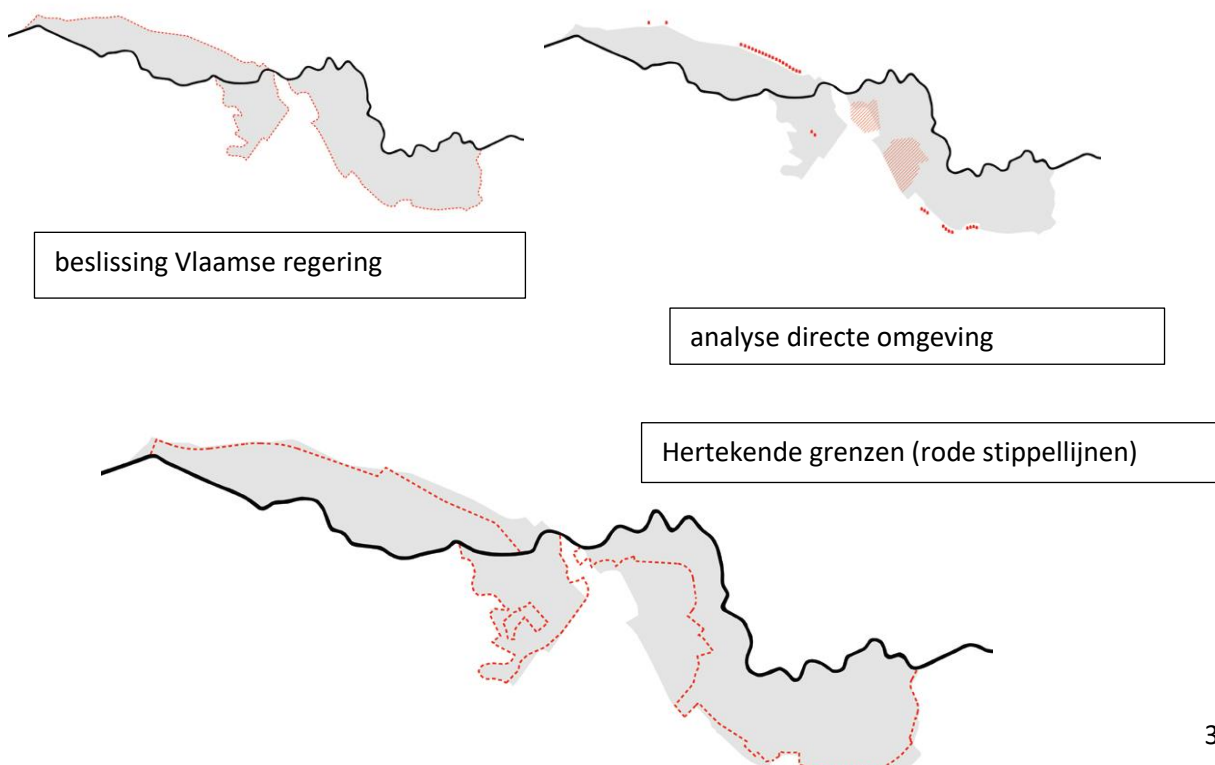 beslissing Vlaamse regering
analyse directe omgeving
Hertekende grenzen (rode stippellijnen)
3